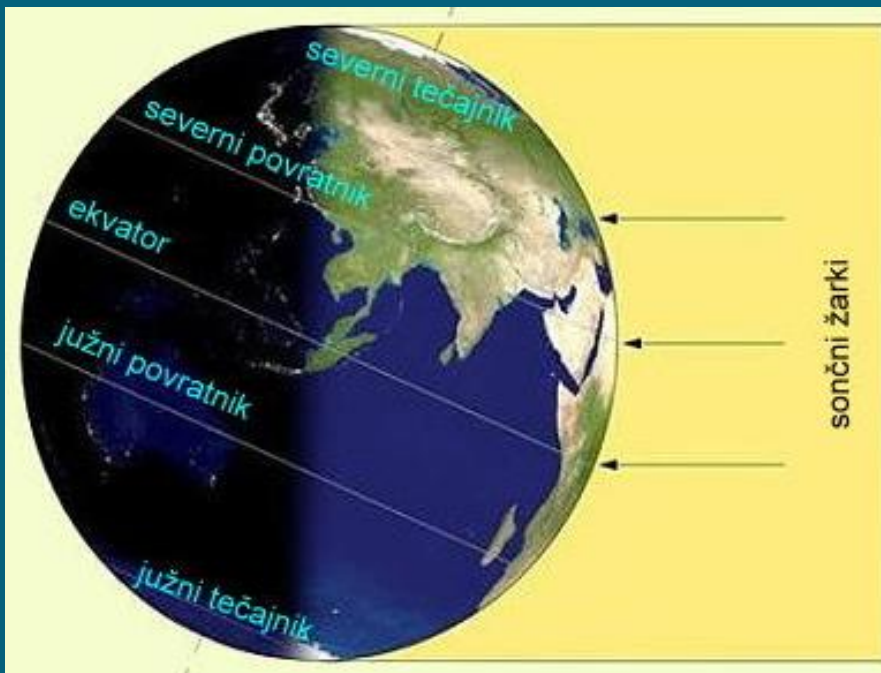 severni tečajnik
severni povratnik
ekvator
južni povratnik
južni tečajnik
sončni žarki